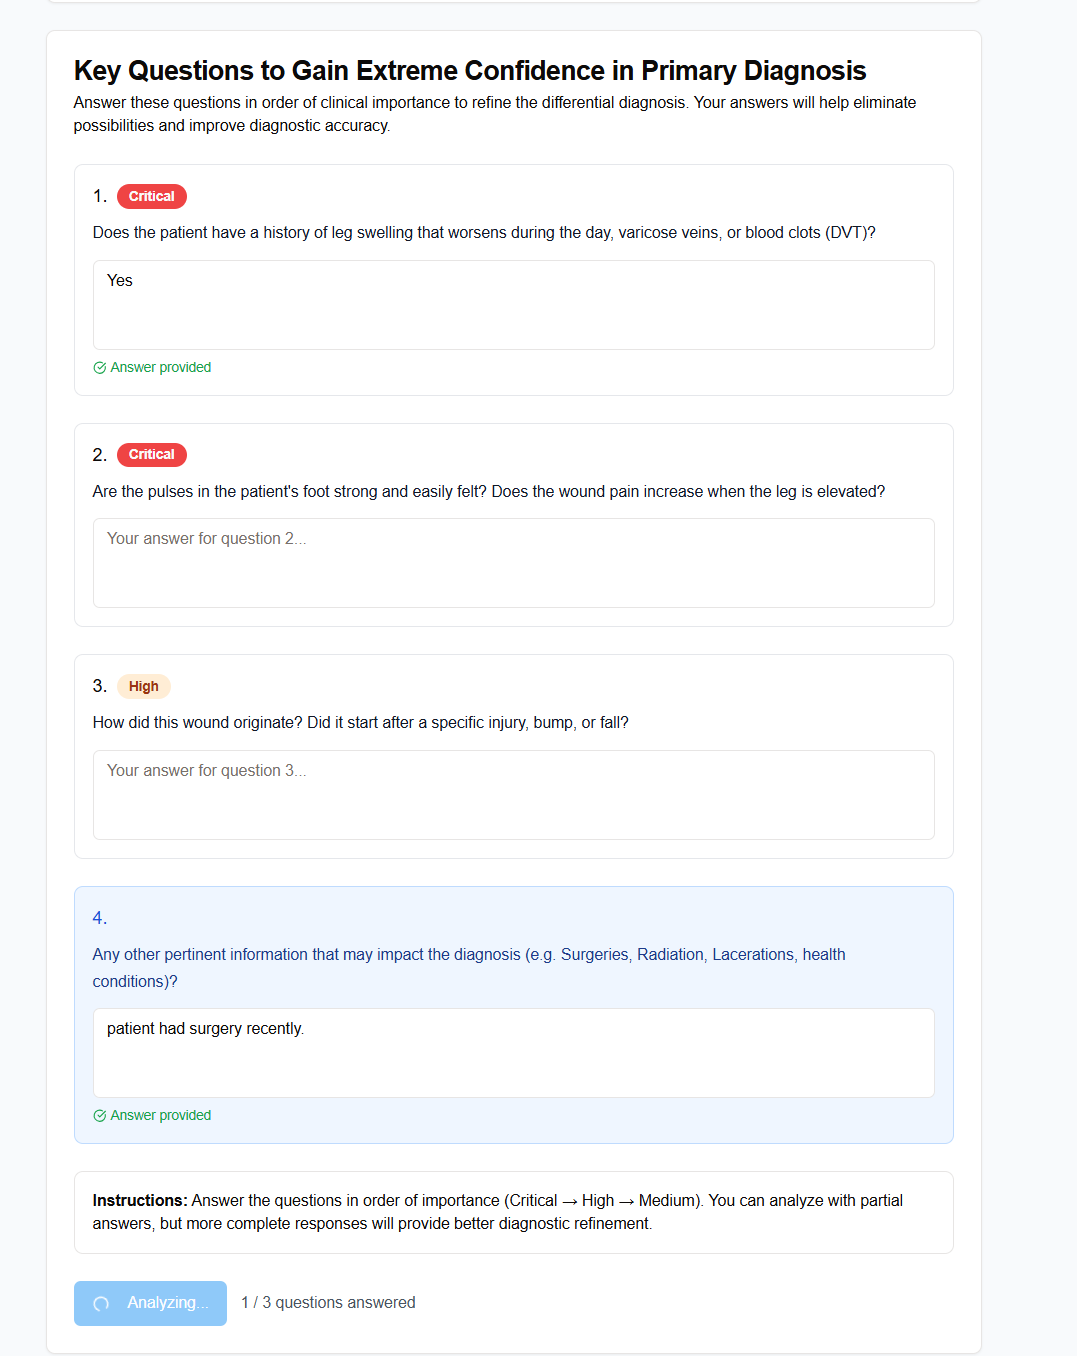 Key Questions to Gain Extreme Confidence in Primary Diagnosis
Answer these questions in order of clinical importance to refine the differential diagnosis. Your answers will help eliminate
possibilities and improve diagnostic accuracy.
1. Critical
Does the patient have a history of leg swelling that worsens during the day, varicose veins, or blood clots (DVT)?
Yes
Answer provided
2. Critical
Are the pulses in the patient's foot strong and easily felt? Does the wound pain increase when the leg is elevated?
Your answer for question 2...
3. High
How did this wound originate? Did it start after a specific injury, bump, or fall?
Your answer for question 3...
4.
Any other pertinent information that may impact the diagnosis (e.g. Surgeries, Radiation, Lacerations, health
conditions)?
patient had surgery recently.
Answer provided
Instructions: Answer the questions in order of importance (Critical → High → Medium). You can analyze with partial
answers, but more complete responses will provide better diagnostic refinement.
Analyzing... 1 / 3 questions answered